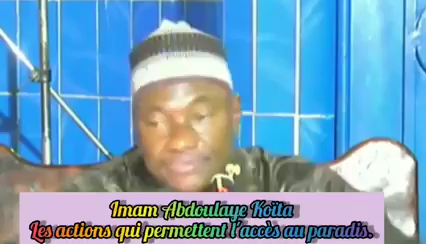 Imam Abdoulaye Koïta
Les actions qui permettent l'accès au paradis.